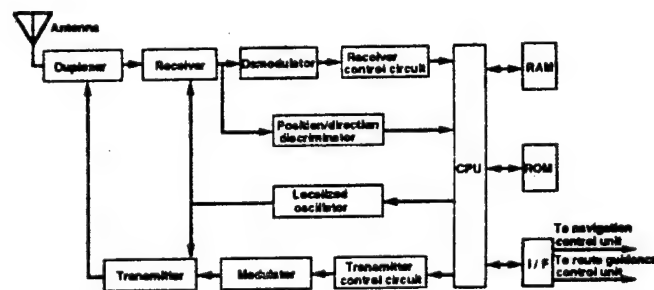 Antenna
Duplexer
Receiver
Demodulator
Receiver
control circuit
RAM
Position/direction
discriminator
CPU
ROM
Localized
oscillator
To navigation
control unit
I / F
To route guidance
control unit
Transmitter
Modulator
Transmitter
control circuit